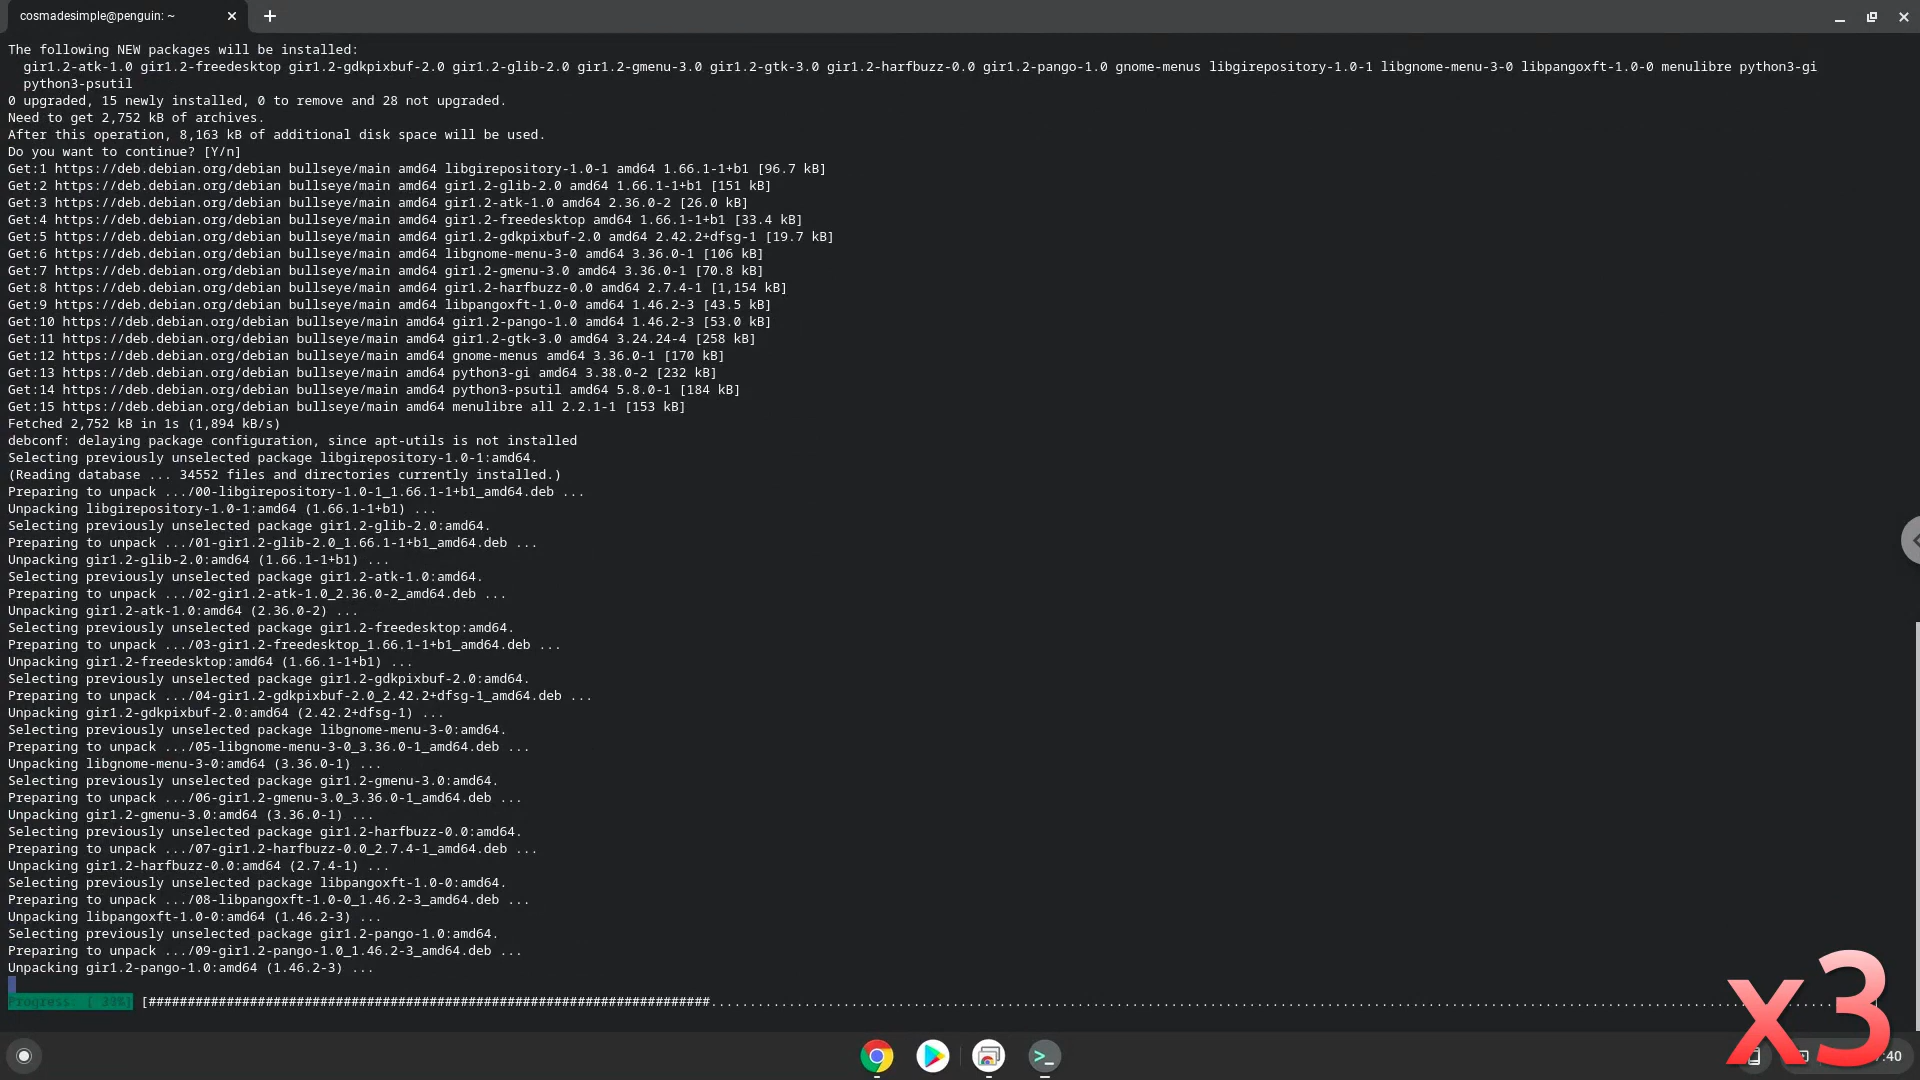 cosmadesimple@penguin: ~
The following NEW packages will be installed:
gir1.2-atk-1.0 gir1.2-freedesktop gir1.2-gdkpixbuf-2.0 gir1.2-glib-2.0 gir1.2-gmenu-3.0 gir1.2-gtk-3.0 gir1.2-harfbuzz-0.0 gir1.2-pango-1.0 gnome-menus libgirepository-1.0-1 libgnome-menu-3-0 libpangoxft-1.0-0 menulibre python3-gi
python3-psutil
0 upgraded, 15 newly installed, 0 to remove and 28 not upgraded.
Need to get 2,752 kB of archives.
After this operation, 8,163 kB of additional disk space will be used.
Do you want to continue? [Y/n]
Get:1 https://deb.debian.org/debian bullseye/main amd64 libgirepository-1.0-1 amd64 1.66.1-1+b1 [96.7 kB]
Get:2 https://deb.debian.org/debian bullseye/main amd64 gir1.2-glib-2.0 amd64 1.66.1-1+b1 [151 kB]
Get:3 https://deb.debian.org/debian bullseye/main amd64 gir1.2-atk-1.0 amd64 2.36.0-2 [26.0 kB]
Get:4 https://deb.debian.org/debian bullseye/main amd64 gir1.2-freedesktop amd64 1.66.1-1+b1 [33.4 kB]
Get:5 https://deb.debian.org/debian bullseye/main amd64 gir1.2-gdkpixbuf-2.0 amd64 2.42.2+dfsg-1 [19.7 kB]
Get:6 https://deb.debian.org/debian bullseye/main amd64 libgnome-menu-3-0 amd64 3.36.0-1 [106 kB]
Get:7 https://deb.debian.org/debian bullseye/main amd64 gir1.2-gmenu-3.0 amd64 3.36.0-1 [70.8 kB]
Get:8 https://deb.debian.org/debian bullseye/main amd64 gir1.2-harfbuzz-0.0 amd64 2.7.4-1 [1,154 kB]
Get:9 https://deb.debian.org/debian bullseye/main amd64 libpangoxft-1.0-0 amd64 1.46.2-3 [43.5 kB]
Get:10 https://deb.debian.org/debian bullseye/main amd64 gir1.2-pango-1.0 amd64 1.46.2-3 [53.0 kB]
Get:11 https://deb.debian.org/debian bullseye/main amd64 gir1.2-gtk-3.0 amd64 3.24.24-4 [258 kB]
Get:12 https://deb.debian.org/debian bullseye/main amd64 gnome-menus amd64 3.36.0-1 [170 kB]
Get:13 https://deb.debian.org/debian bullseye/main amd64 python3-gi amd64 3.38.0-2 [232 kB]
Get:14 https://deb.debian.org/debian bullseye/main amd64 python3-psutil amd64 5.8.0-1 [184 kB]
Get:15 https://deb.debian.org/debian bullseye/main amd64 menulibre all 2.2.1-1 [153 kB]
Fetched 2,752 kB in 1s (1,894 kB/s)
debconf: delaying package configuration, since apt-utils is not installed
Selecting previously unselected package libgirepository-1.0-1:amd64.
(Reading database ... 34552 files and directories currently installed.)
Preparing to unpack .../00-libgirepository-1.0-1_1.66.1-1+b1_amd64.deb ...
Unpacking libgirepository-1.0-1:amd64 (1.66.1-1+b1) ...
Selecting previously unselected package gir1.2-glib-2.0:amd64.
Preparing to unpack .../01-gir1.2-glib-2.0_1.66.1-1+b1_amd64.deb ...
Unpacking gir1.2-glib-2.0:amd64 (1.66.1-1+b1) ...
Selecting previously unselected package gir1.2-atk-1.0:amd64.
Preparing to unpack .../02-gir1.2-atk-1.0_2.36.0-2_amd64.deb ...
Unpacking gir1.2-atk-1.0:amd64 (2.36.0-2) ...
Selecting previously unselected package gir1.2-freedesktop:amd64.
Preparing to unpack .../03-gir1.2-freedesktop_1.66.1-1+b1_amd64.deb ...
Unpacking gir1.2-freedesktop:amd64 (1.66.1-1+b1) ...
Selecting previously unselected package gir1.2-gdkpixbuf-2.0:amd64.
Preparing to unpack .../04-gir1.2-gdkpixbuf-2.0_2.42.2+dfsg-1_amd64.deb ...
Unpacking gir1.2-gdkpixbuf-2.0:amd64 (2.42.2+dfsg-1) ...
Selecting previously unselected package libgnome-menu-3-0:amd64.
Preparing to unpack .../05-libgnome-menu-3-0_3.36.0-1_amd64.deb ...
Unpacking libgnome-menu-3-0:amd64 (3.36.0-1) ...
Selecting previously unselected package gir1.2-gmenu-3.0:amd64.
Preparing to unpack .../06-gir1.2-gmenu-3.0_3.36.0-1_amd64.deb ...
Unpacking gir1.2-gmenu-3.0:amd64 (3.36.0-1) ...
Selecting previously unselected package gir1.2-harfbuzz-0.0:amd64.
Preparing to unpack .../07-gir1.2-harfbuzz-0.0_2.7.4-1_amd64.deb ...
Unpacking gir1.2-harfbuzz-0.0:amd64 (2.7.4-1) ...
Selecting previously unselected package libpangoxft-1.0-0:amd64.
Preparing to unpack .../08-libpangoxft-1.0-0_1.46.2-3_amd64.deb ...
Unpacking libpangoxft-1.0-0:amd64 (1.46.2-3) ...
Selecting previously unselected package gir1.2-pango-1.0:amd64.
Preparing to unpack .../09-gir1.2-pango-1.0_1.46.2-3_amd64.deb ...
Unpacking gir1.2-pango-1.0:amd64 (1.46.2-3) ...
Progress: [ 30%]
x3
:40